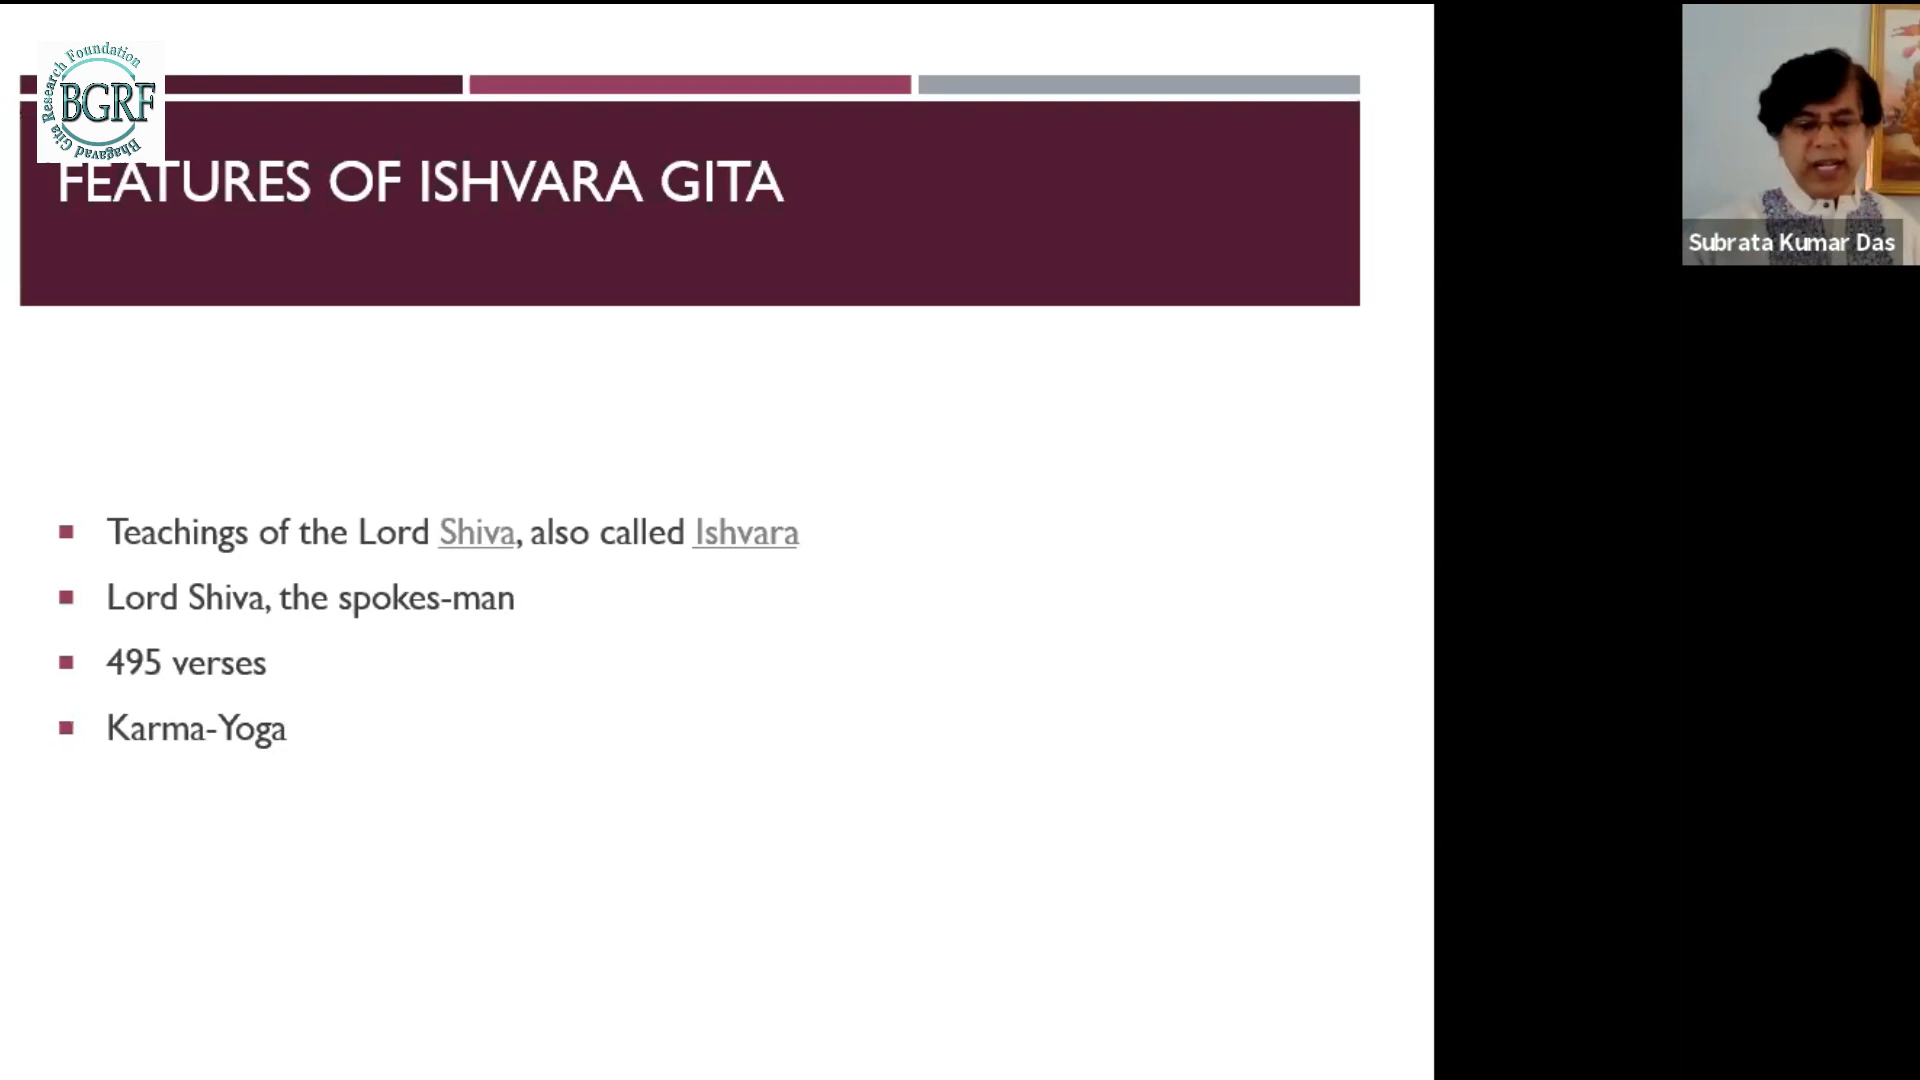 Bhagavad Gita Research Foundation
BGRF
FEATURES OF ISHVARA GITA
Teachings of the Lord Shiva, also called Ishvara
Lord Shiva, the spokes-man
495 verses
Karma-Yoga
Subrata Kumar Das